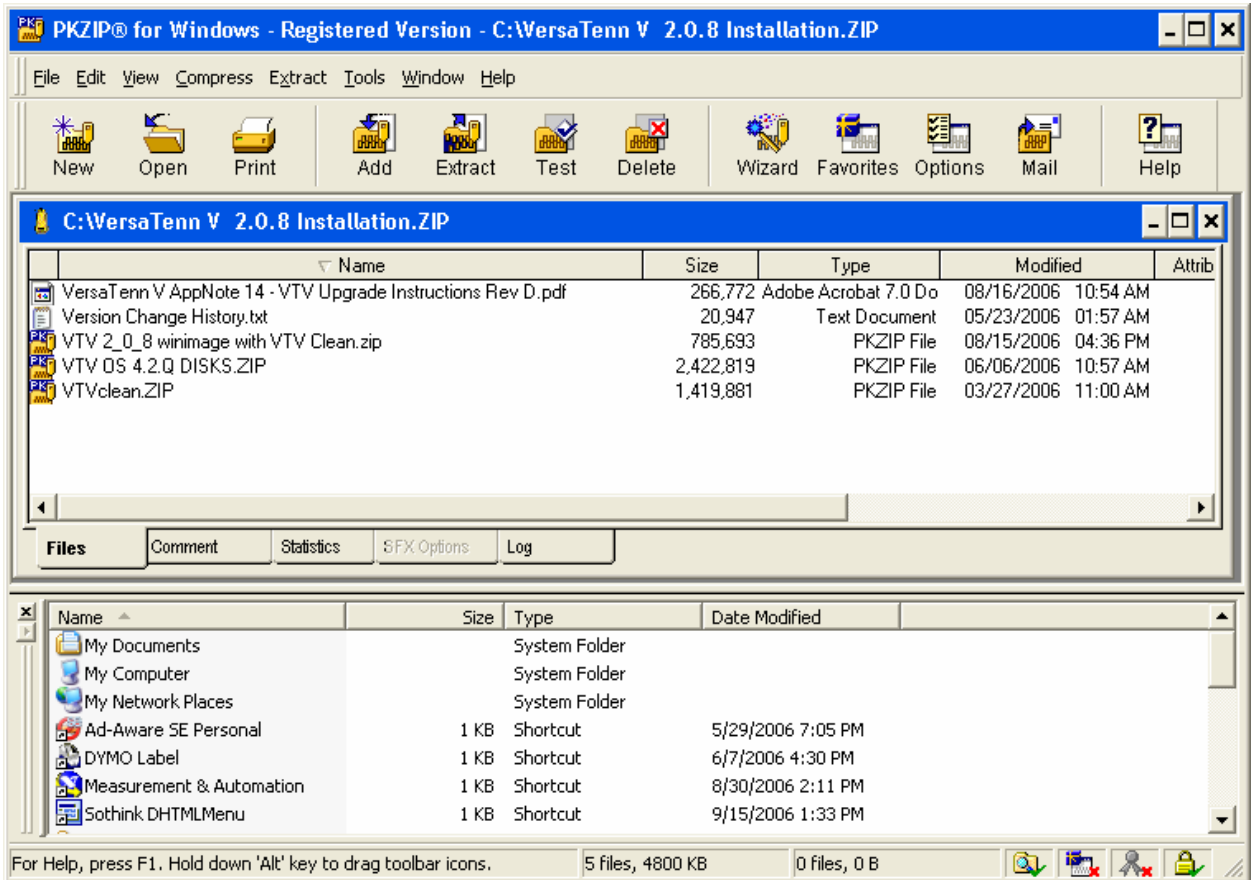 PKZIP® for Windows - Registered Version - C:\VersaTenn V 2.0.8 Installation.ZIP
File Edit View Compress Extract Tools Window Help
New Open Print Add Extract Test Delete Wizard Favorites Options Mail Help
C:\VersaTenn V 2.0.8 Installation.ZIP
Name Size Type Modified Attrib
VersaTenn V AppNote 14 - VTV Upgrade Instructions Rev D.pdf 266,772 Adobe Acrobat 7.0 Do 08/16/2006 10:54 AM
Version Change History.txt 20,947 Text Document 05/23/2006 01:57 AM
VTV 2_0_8 winimage with VTV Clean.zip 785,693 PKZIP File 08/15/2006 04:36 PM
VTV OS 4.2.Q DISKS.ZIP 2,422,819 PKZIP File 06/06/2006 10:57 AM
VTVclean.ZIP 1,419,881 PKZIP File 03/27/2006 11:00 AM
Files Comment Statistics SFX Options Log
Name Size Type Date Modified
My Documents System Folder
My Computer System Folder
My Network Places System Folder
Ad-Aware SE Personal 1 KB Shortcut 5/29/2006 7:05 PM
DYMO Label 1 KB Shortcut 6/7/2006 4:30 PM
Measurement & Automation 1 KB Shortcut 8/30/2006 2:11 PM
Sothink DHTMLMenu 1 KB Shortcut 9/15/2006 1:33 PM
For Help, press F1. Hold down 'Alt' key to drag toolbar icons. 5 files, 4800 KB 0 files, 0 B